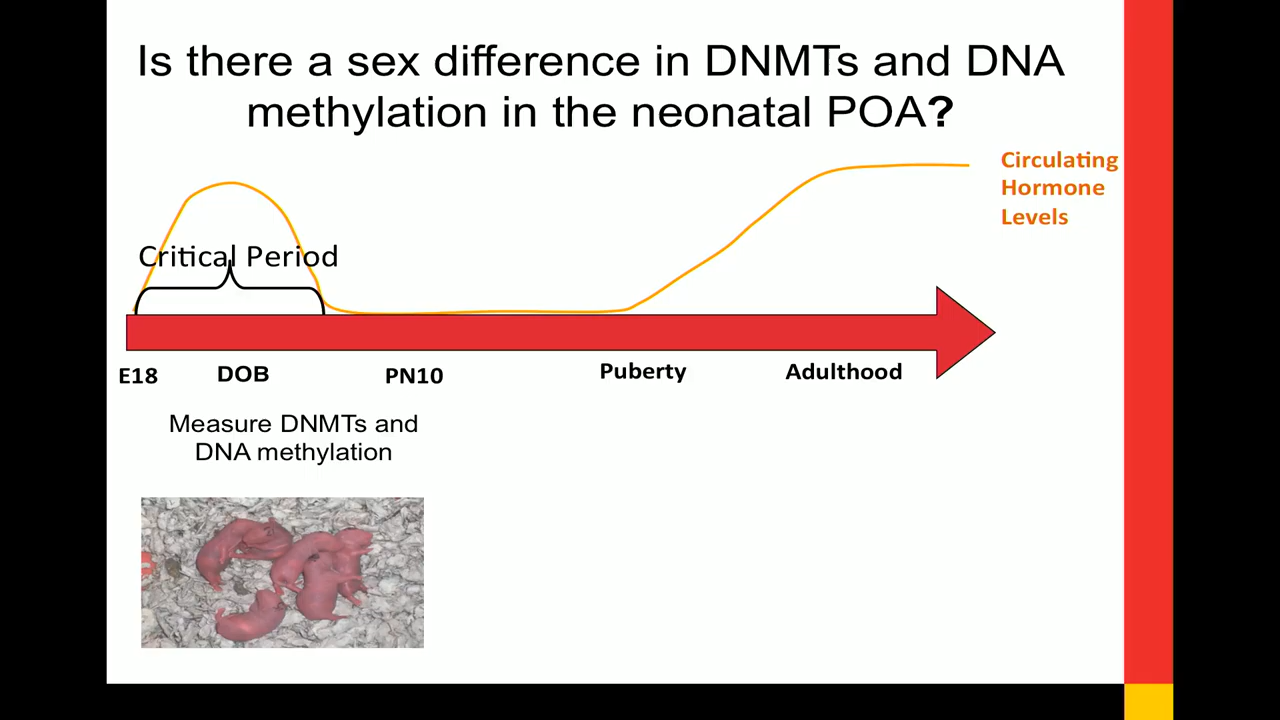 Is there a sex difference in DNMTs and DNA
methylation in the neonatal POA?
Circulating
Hormone
Levels
Critical Period
E18
DOB
PN10
Puberty
Adulthood
Measure DNMTs and
DNA methylation